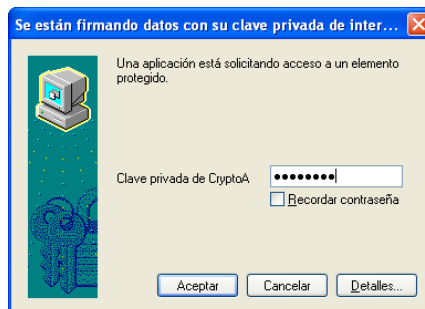 Se están firmando datos con su clave privada de inter...
Una aplicación está solicitando acceso a un elemento
protegido.
Clave privada de CryptoA
••••••••
Recordar contraseña
Aceptar
Cancelar
Detalles...